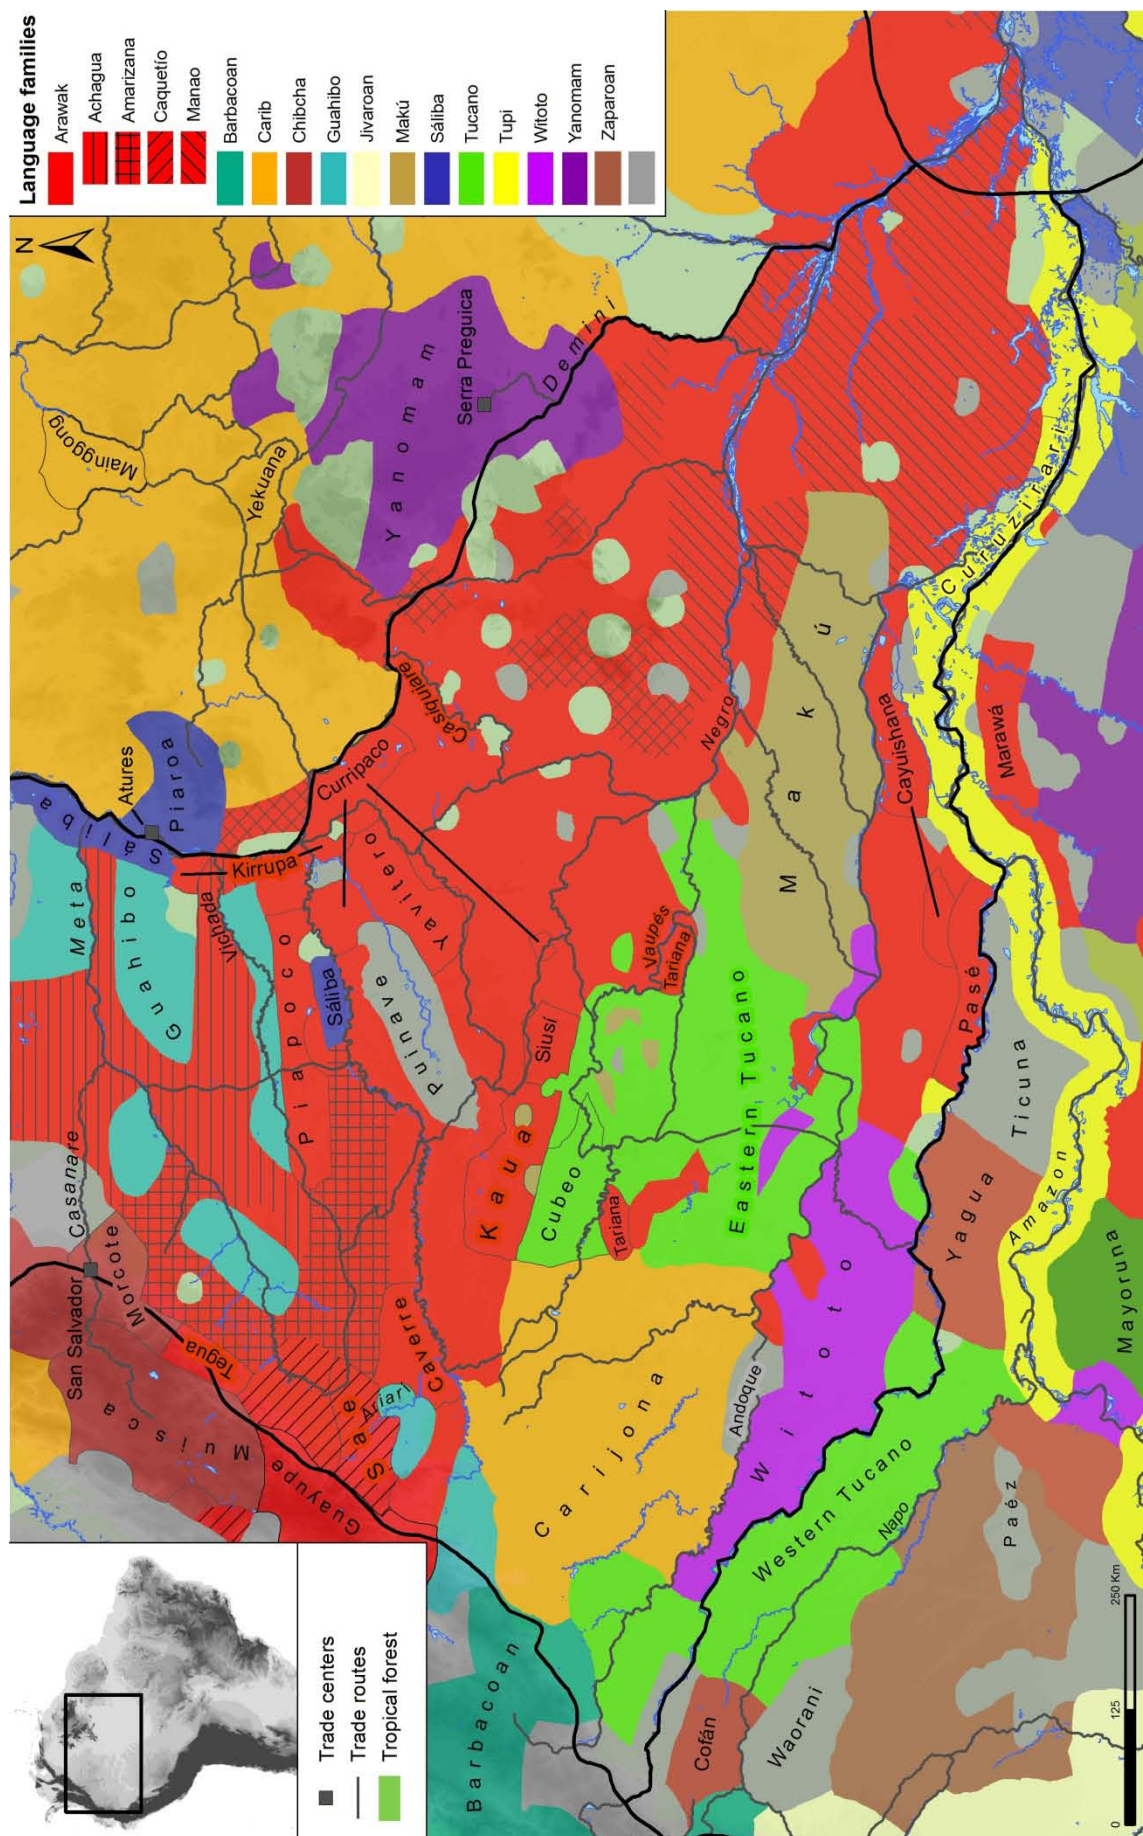 Language families
Arawak
Achagua
Amarizana
Caquetío
Manao
Barbacoan
Carib
Chibcha
Guahibo
Jivaroan
Makú
Sáliba
Tucano
Tupi
Witoto
Yanomam
Zaparoan
Trade centers
Trade routes
Tropical forest
N
San Salvador
Casanare
Meta
Sáliba
Atures
Piaroa
Mainggong
Yekuana
Yanomam
Serra Preguica
Demini
Muisca
Morcote
Tegua
Guahibo
Vichada
Kirrupa
Piapoco
Sáliba
Curripaco
Casiquiare
Guayupe
Sae
Ariari
Caverre
Puinave
Yavitero
Siusí
Kaua
Cubeo
Tariana
Vaupés
Tariana
Negro
Barbacoan
Carijona
Andoque
Witoto
Eastern Tucano
Makú
Cayuishana
Curuzirari
Marawá
Pasé
Ticuna
Yagua
Amazon
Mayoruna
Western Tucano
Napo
Paéz
Cofán
Waorani
0
125
250 Km